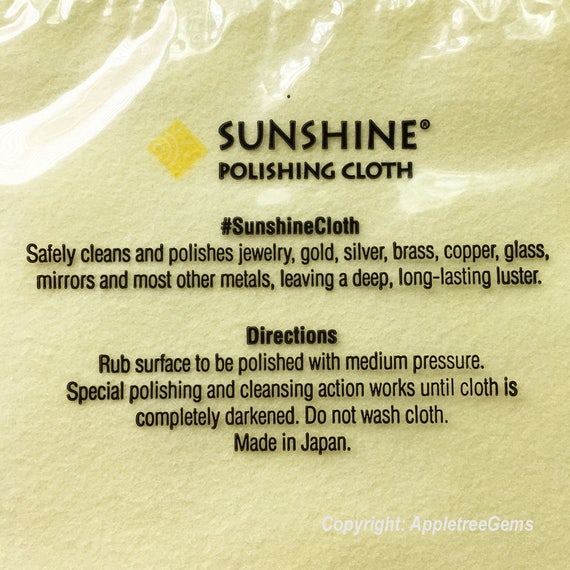 SUNSHINE®
POLISHING CLOTH
#SunshineCloth
Safely cleans and polishes jewelry, gold, silver, brass, copper, glass,
mirrors and most other metals, leaving a deep, long-lasting luster.
Directions
Rub surface to be polished with medium pressure.
Special polishing and cleansing action works until cloth is
completely darkened. Do not wash cloth.
Made in Japan.
Copyright: AppletreeGems